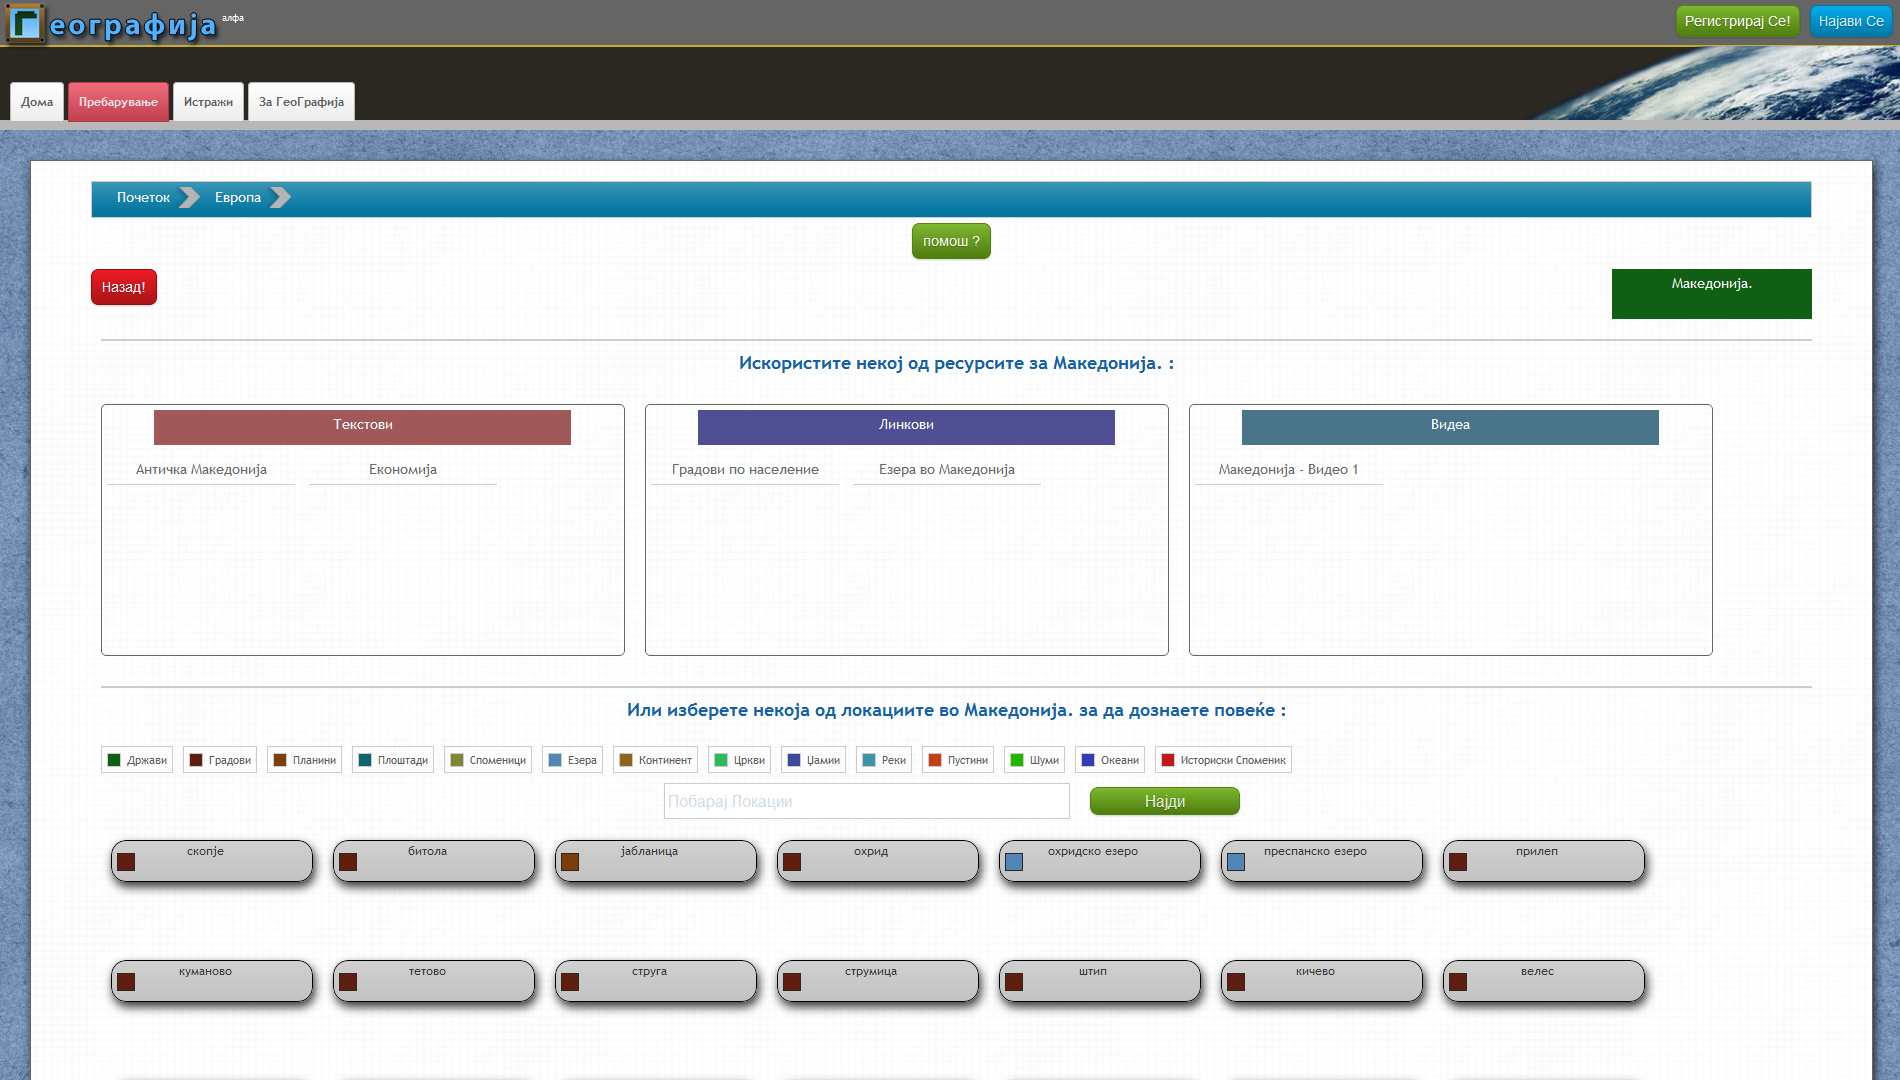 Географија алфа
Регистрирај Се! Најави Се
Дома Пребарување Истражи За ГеоГрафија
Почеток Европа
помош ?
Назад! Македонија.
Искористите некој од ресурсите за Македонија. :
Текстови Линкови Видеа
Античка Македонија Економија Градови по население Езера во Македонија Македонија - Видео 1
Или изберете некоја од локациите во Македонија. за да дознаете повеќе :
Држави Градови Планини Плоштади Споменици Езера Континент Цркви Џамии Реки Пустини Шуми Океани Историски Споменик
Побарај Локации Најди
скопје битола јабланица охрид охридско езеро преспанско езеро прилеп
куманово тетово струга струмица штип кичево велес